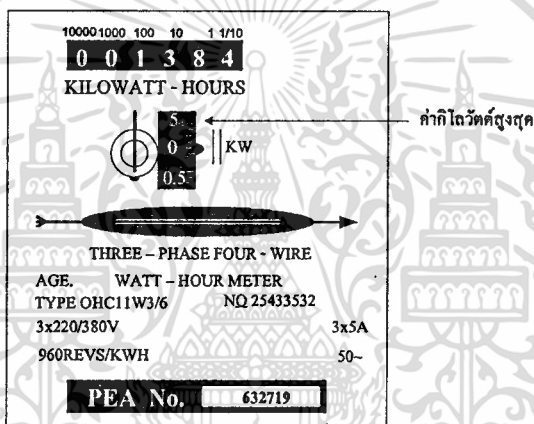 10000 1000 100 10 1 1/10
0 0 1 3 8 4
KILOWATT - HOURS
5
0 KW
0.5
ค่ากิโลวัตต์สูงสุด
THREE – PHASE FOUR - WIRE
AGE. WATT – HOUR METER
TYPE OHC11W3/6 NO 25433532
3x220/380V 3x5A
960REVS/KWH 50~
PEA No. 632719